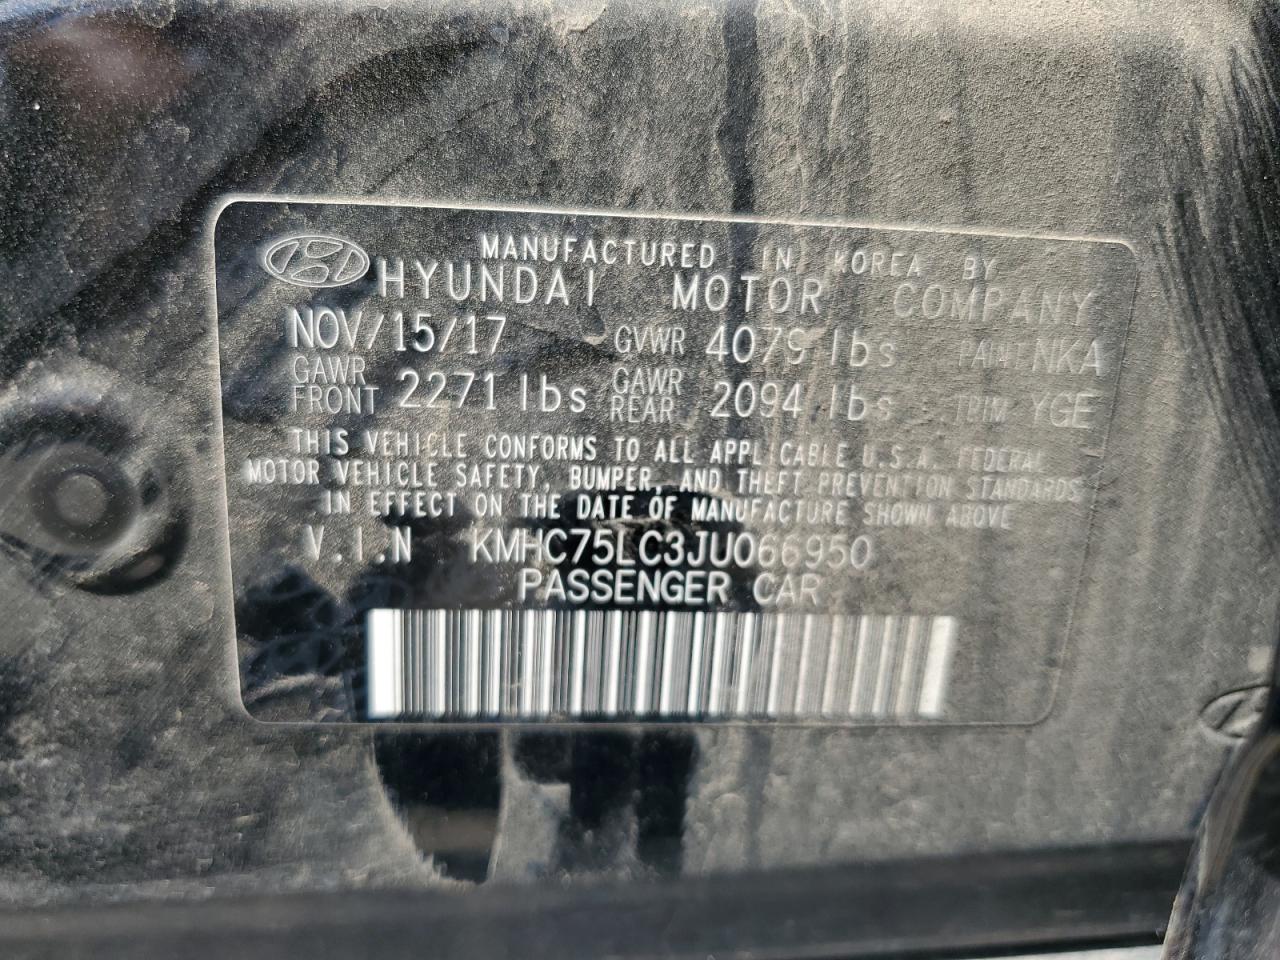 MANUFACTURED IN KOREA BY
HYUNDAI MOTOR COMPANY
NOV/15/17 GVWR 4079 lbs PAINT NKA
GAWR FRONT 2271 lbs GAWR REAR 2094 lbs TRIM YGE
THIS VEHICLE CONFORMS TO ALL APPLICABLE U.S.A. FEDERAL
MOTOR VEHICLE SAFETY, BUMPER, AND THEFT PREVENTION STANDARDS
IN EFFECT ON THE DATE OF MANUFACTURE SHOWN ABOVE
V.I.N KMHC75LC3JU066950
PASSENGER CAR